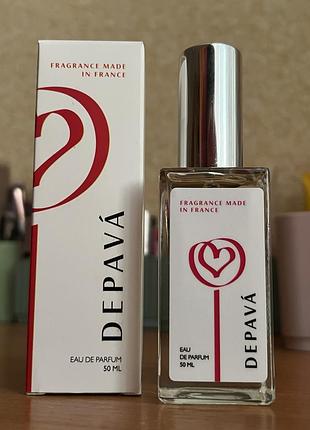 FRAGRANCE MADE
IN FRANCE
DEPAVÁ
EAU DE PARFUM
50 ML
FRAGRANCE MADE
IN FRANCE
DEPAVÁ
EAU
DE PARFUM
50 ML